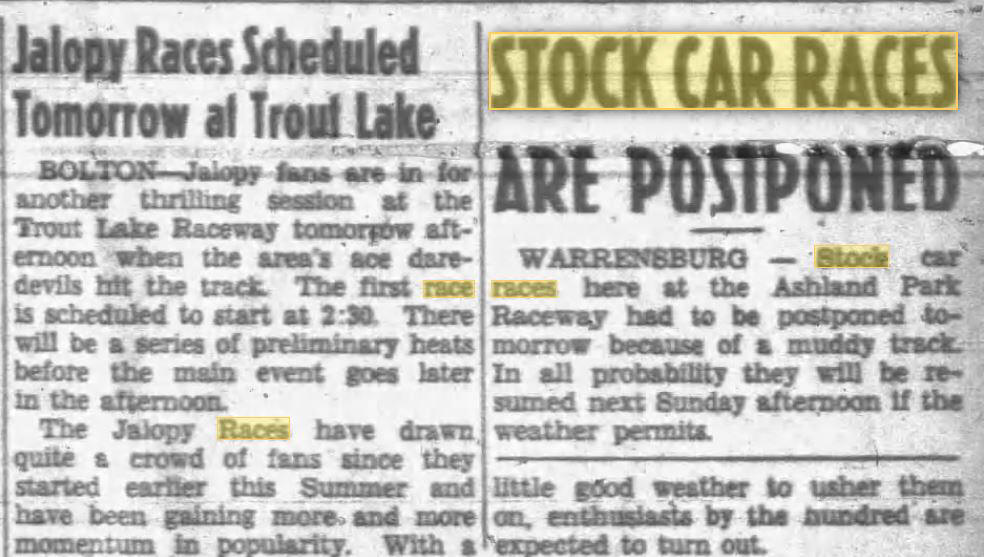 Jalopy Races Scheduled
Tomorrow at Trout Lake
BOLTON—Jalopy fans are in for
another thrilling session at the
Trout Lake Raceway tomorrow aft-
ernoon when the area's ace dare-
devils hit the track. The first race
is scheduled to start at 2:30. There
will be a series of preliminary heats
before the main event goes later
in the afternoon.
The Jalopy Races have drawn
quite a crowd of fans since they
started earlier this Summer and
have been gaining more and more
momentum in popularity. With a
little good weather to usher them
on, enthusiasts by the hundred are
expected to turn out.
STOCK CAR RACES
ARE POSTPONED
WARRENSBURG — Stock car
races here at the Ashland Park
Raceway had to be postponed to-
morrow because of a muddy track.
In all probability they will be re-
sumed next Sunday afternoon if the
weather permits.